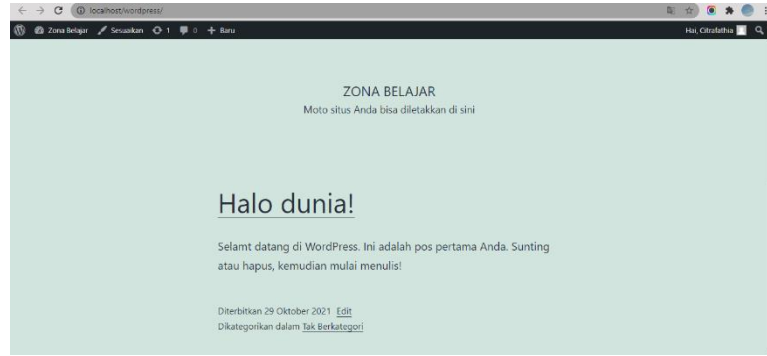 localhost/wordpress/
Zona Belajar Sesuaikan 1 0 + Baru Hai, Citrafathia
ZONA BELAJAR
Moto situs Anda bisa diletakkan di sini
Halo dunia!
Selamt datang di WordPress. Ini adalah pos pertama Anda. Sunting
atau hapus, kemudian mulai menulis!
Diterbitkan 29 Oktober 2021 Edit
Dikategorikan dalam Tak Berkategori